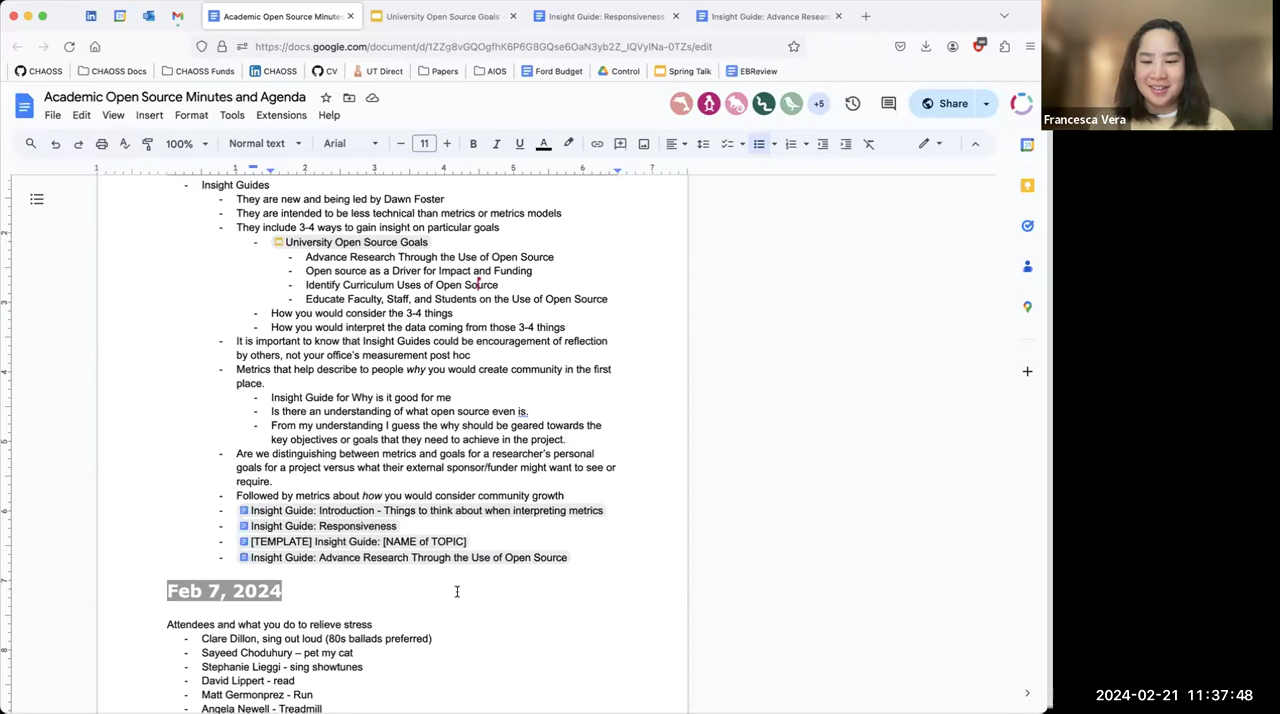 Academic Open Source Minutes
University Open Source Goals
Insight Guide: Responsiveness
Insight Guide: Advance Resear
https://docs.google.com/document/d/1ZZg8vGQOgfhK6P6G8GQse6OaN3yb2Z_IQVyINa-0TZs/edit
CHAOSS
CHAOSS Docs
CHAOSS Funds
CHAOSS
CV
UT Direct
Papers
AIOS
Ford Budget
Control
Spring Talk
EBReview
Academic Open Source Minutes and Agenda
+5
Share
File Edit View Insert Format Tools Extensions Help
100% Normal text Arial 11
1 1 2 3 4 5 6 7
- Insight Guides
- They are new and being led by Dawn Foster
- They are intended to be less technical than metrics or metrics models
- They include 3-4 ways to gain insight on particular goals
- University Open Source Goals
- Advance Research Through the Use of Open Source
- Open source as a Driver for Impact and Funding
- Identify Curriculum Uses of Open Source
- Educate Faculty, Staff, and Students on the Use of Open Source
- How you would consider the 3-4 things
- How you would interpret the data coming from those 3-4 things
- It is important to know that Insight Guides could be encouragement of reflection
by others, not your office's measurement post hoc
- Metrics that help describe to people why you would create community in the first
place.
- Insight Guide for Why is it good for me
- Is there an understanding of what open source even is.
- From my understanding I guess the why should be geared towards the
key objectives or goals that they need to achieve in the project.
- Are we distinguishing between metrics and goals for a researcher's personal
goals for a project versus what their external sponsor/funder might want to see or
require.
- Followed by metrics about how you would consider community growth
- Insight Guide: Introduction - Things to think about when interpreting metrics
- Insight Guide: Responsiveness
- [TEMPLATE] Insight Guide: [NAME of TOPIC]
- Insight Guide: Advance Research Through the Use of Open Source
Feb 7, 2024
Attendees and what you do to relieve stress
- Clare Dillon, sing out loud (80s ballads preferred)
- Sayeed Choduhury – pet my cat
- Stephanie Lieggi - sing showtunes
- David Lippert - read
- Matt Germonprez - Run
- Angela Newell - Treadmill
Francesca Vera
2024-02-21 11:37:48